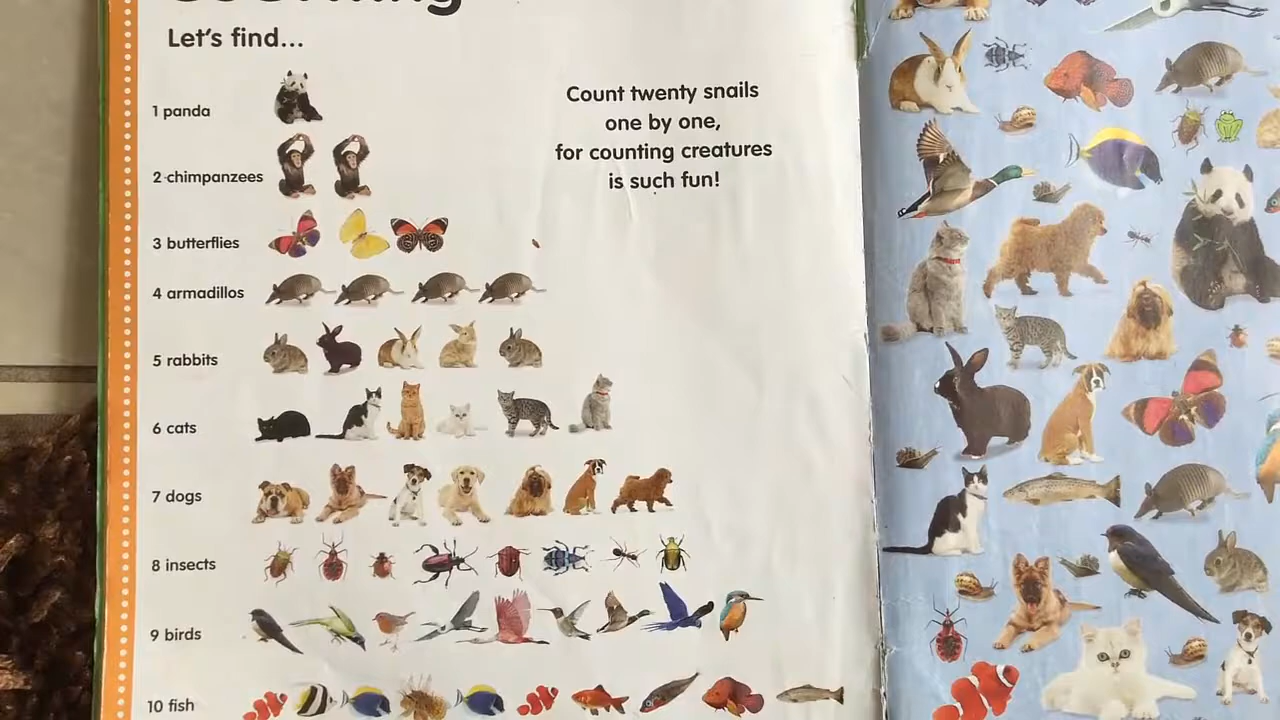 Let's find...
1 panda
Count twenty snails
one by one,
for counting creatures
is such fun!
2 chimpanzees
3 butterflies
4 armadillos
5 rabbits
6 cats
7 dogs
8 insects
9 birds
10 fish